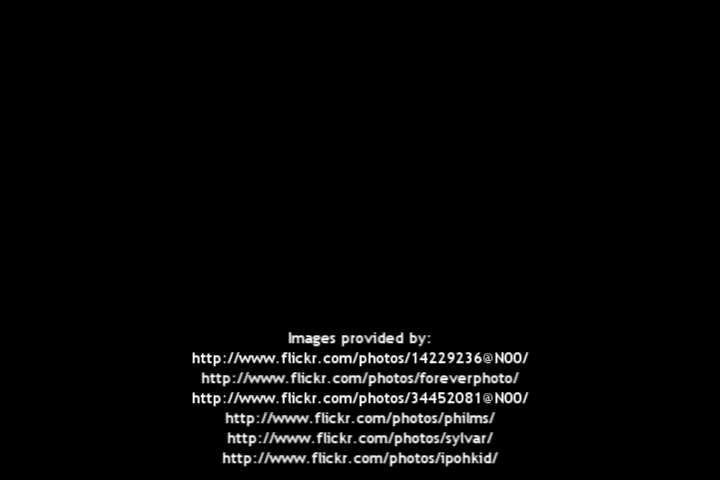 Images provided by:
http://www.flickr.com/photos/14229236@N00/
http://www.flickr.com/photos/foreverphoto/
http://www.flickr.com/photos/34452081@N00/
http://www.flickr.com/photos/philms/
http://www.flickr.com/photos/sylvar/
http://www.flickr.com/photos/ipohkid/